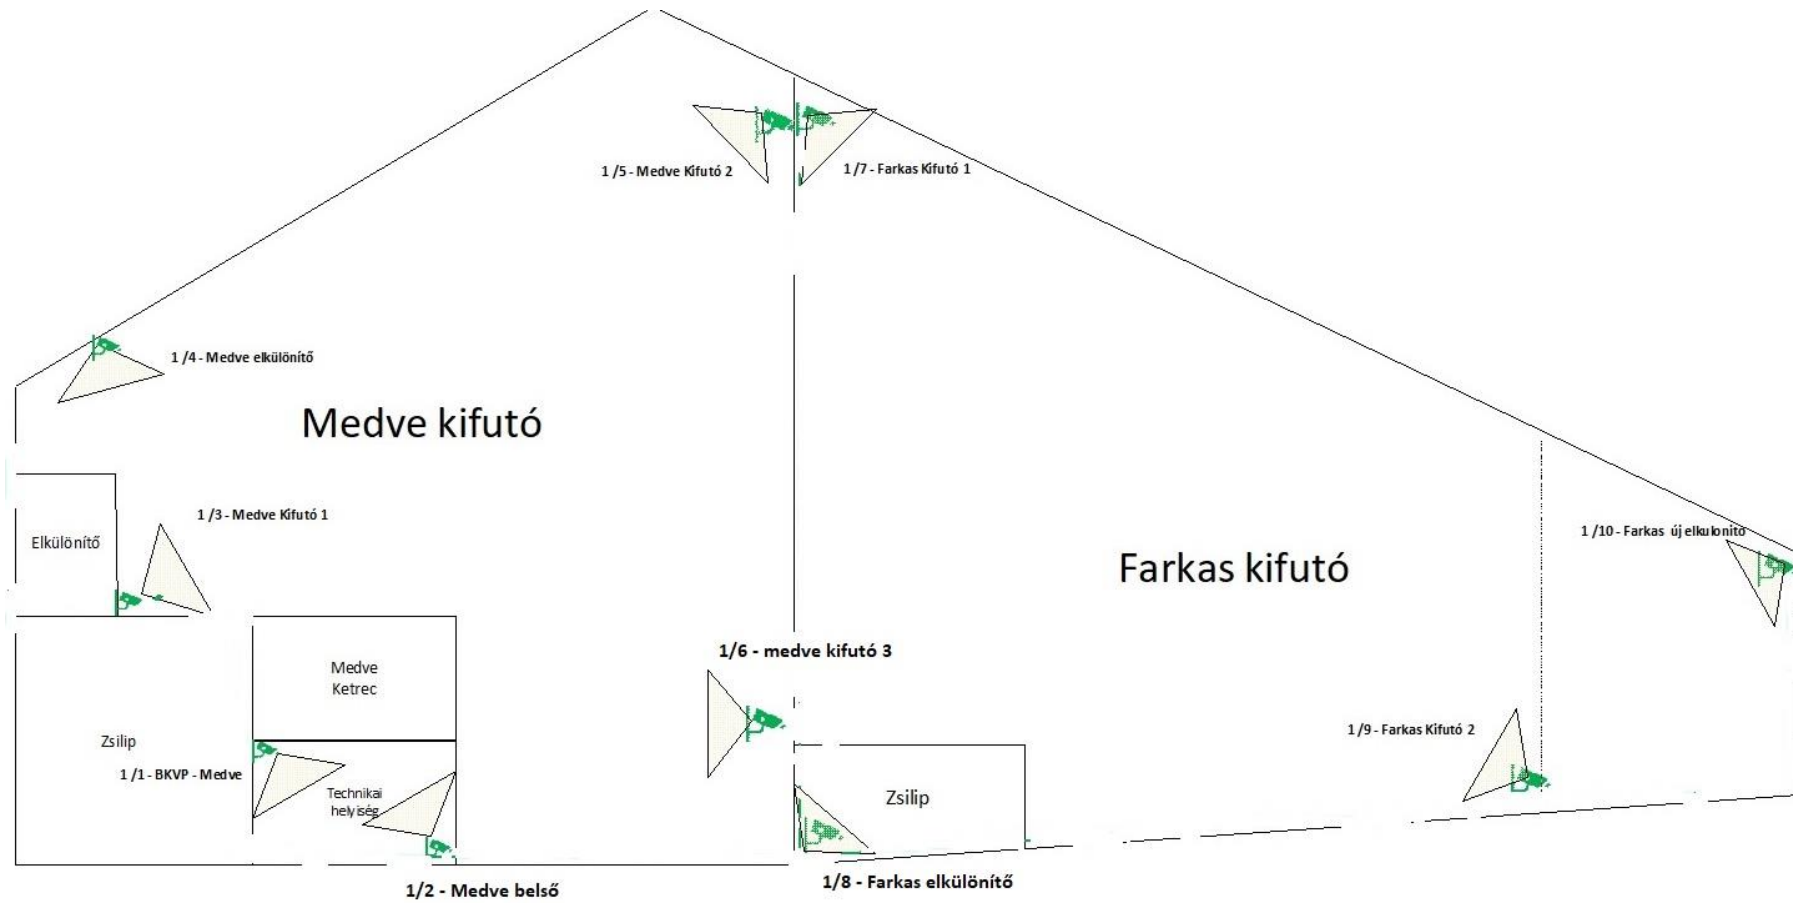 1 /5 - Medve Kifutó 2
1 /7 - Farkas Kifutó 1
1 /4 - Medve elkülönítő
Medve kifutó
1 /3 - Medve Kifutó 1
Elkülönítő
1 /10 - Farkas új elkulonito
Farkas kifutó
1/6 - medve kifutó 3
Medve
Ketrec
Zsilip
1 /1 - BKVP - Medve
Technikai
helyiség
1 /9 - Farkas Kifutó 2
Zsilip
1/8 - Farkas elkülönítő
1/2 - Medve belső